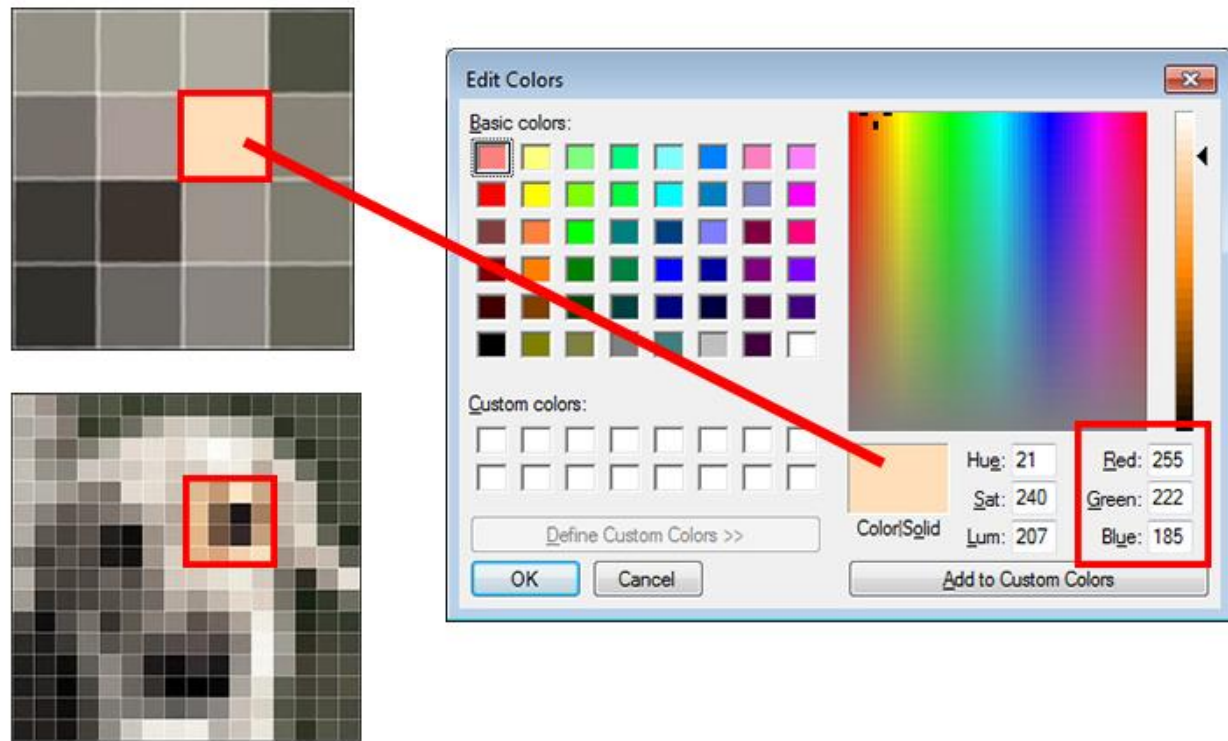 Edit Colors
Basic colors:
Custom colors:
Define Custom Colors >>
OK Cancel
Color|Solid
Hue: 21 Red: 255
Sat: 240 Green: 222
Lum: 207 Blue: 185
Add to Custom Colors